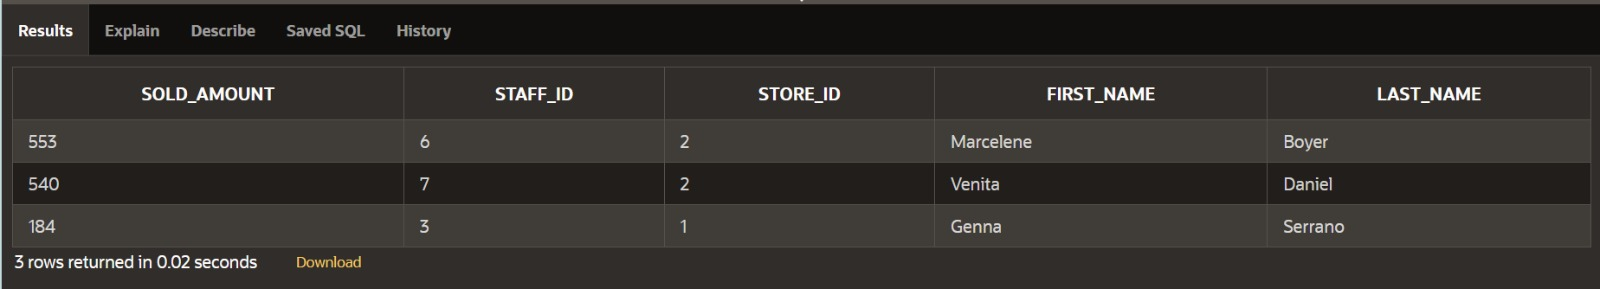 Results Explain Describe Saved SQL History
SOLD_AMOUNT STAFF_ID STORE_ID FIRST_NAME LAST_NAME
553 6 2 Marcelene Boyer
540 7 2 Venita Daniel
184 3 1 Genna Serrano
3 rows returned in 0.02 seconds Download